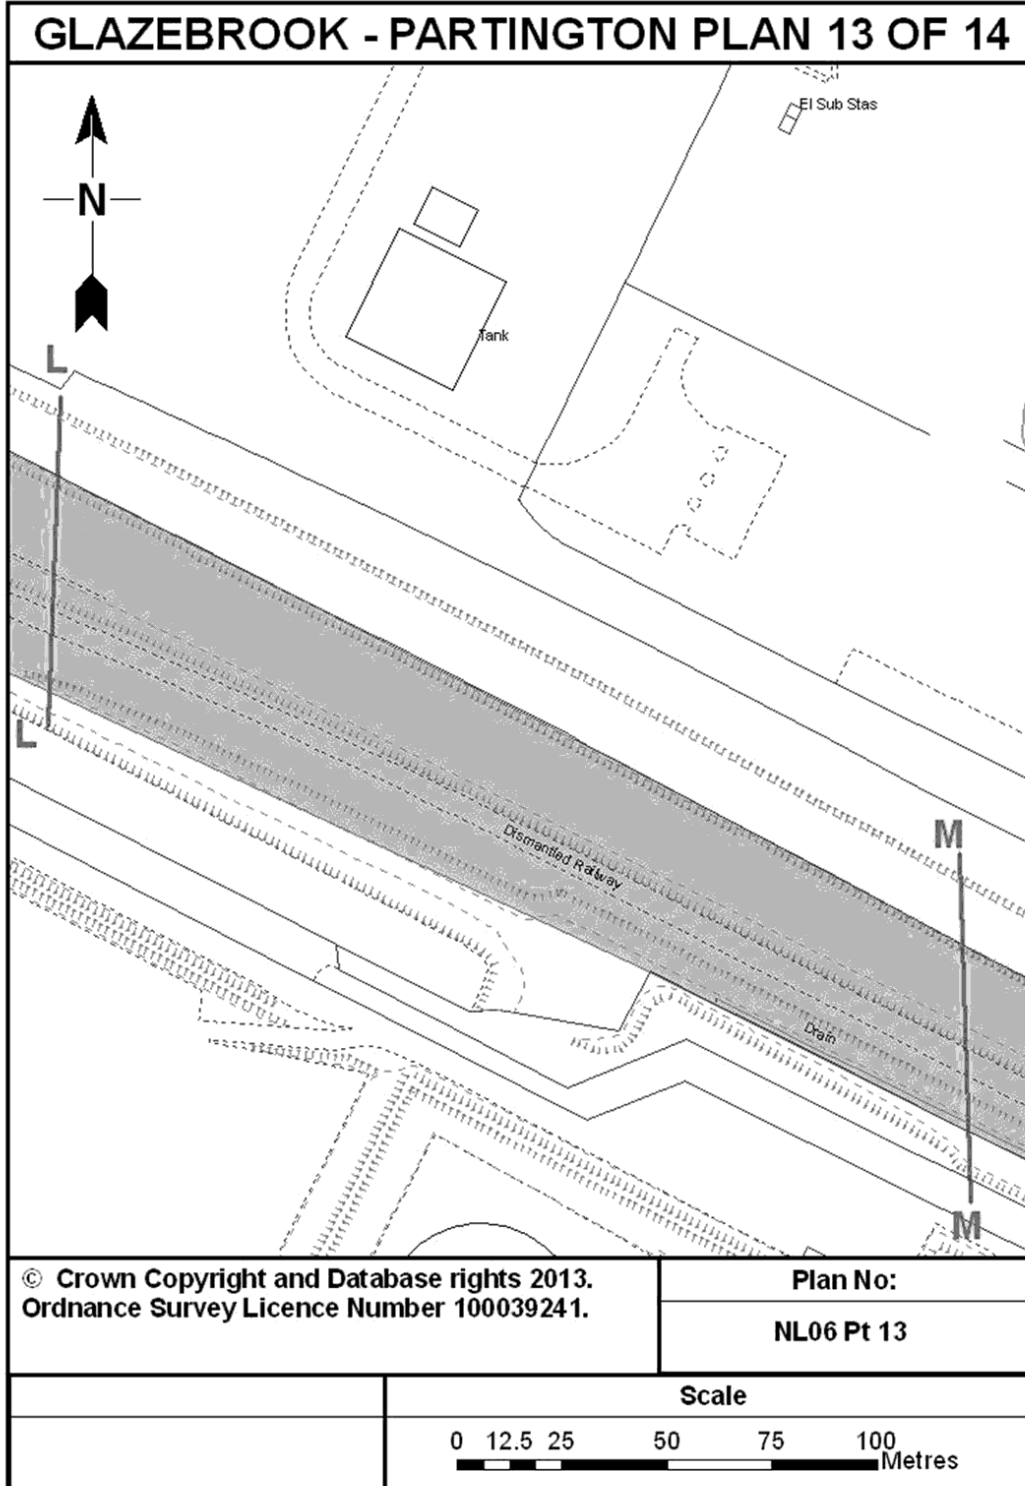 GLAZEBROOK - PARTINGTON PLAN 13 OF 14
El Sub Stas
N
Tank
L
L
Dismantled Railway
M
Drain
M
© Crown Copyright and Database rights 2013.
Ordnance Survey Licence Number 100039241.
Plan No:
NL06 Pt 13
Scale
0 12.5 25 50 75 100
Metres